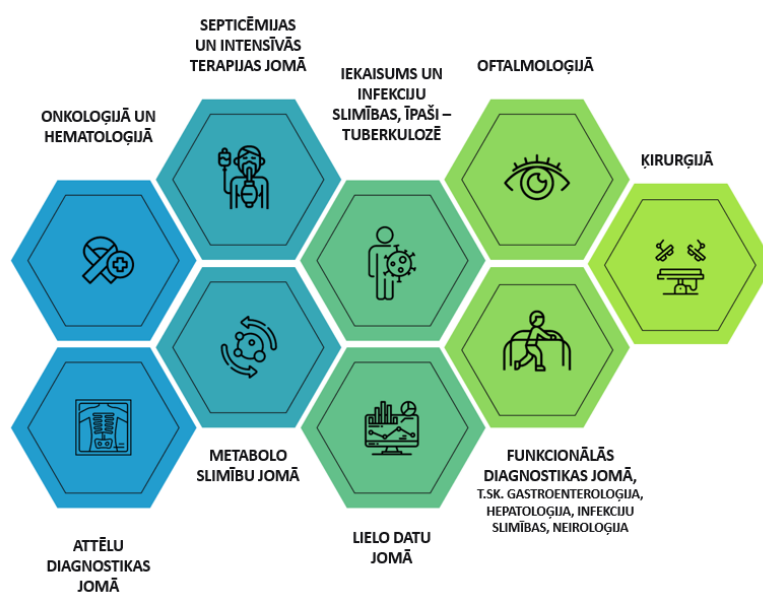 SEPTICĒMIJAS
UN INTENSĪVĀS
TERAPIJAS JOMĀ
IEKAISUMS UN
INFEKCIJU
SLIMĪBAS, ĪPAŠI –
TUBERKULOZĒ
OFTALMOLOĢIJĀ
ONKOLOĢIJĀ UN
HEMATOLOĢIJĀ
ĶIRURĢIJĀ
METABOLO
SLIMĪBU JOMĀ
FUNKCIONĀLĀS
DIAGNOSTIKAS JOMĀ,
T.SK. GASTROENTEROLOĢIJA,
HEPATOLOĢIJA, INFEKCIJU
SLIMĪBAS, NEIROLOĢIJA
ATTĒLU
DIAGNOSTIKAS
JOMĀ
LIELO DATU
JOMĀ